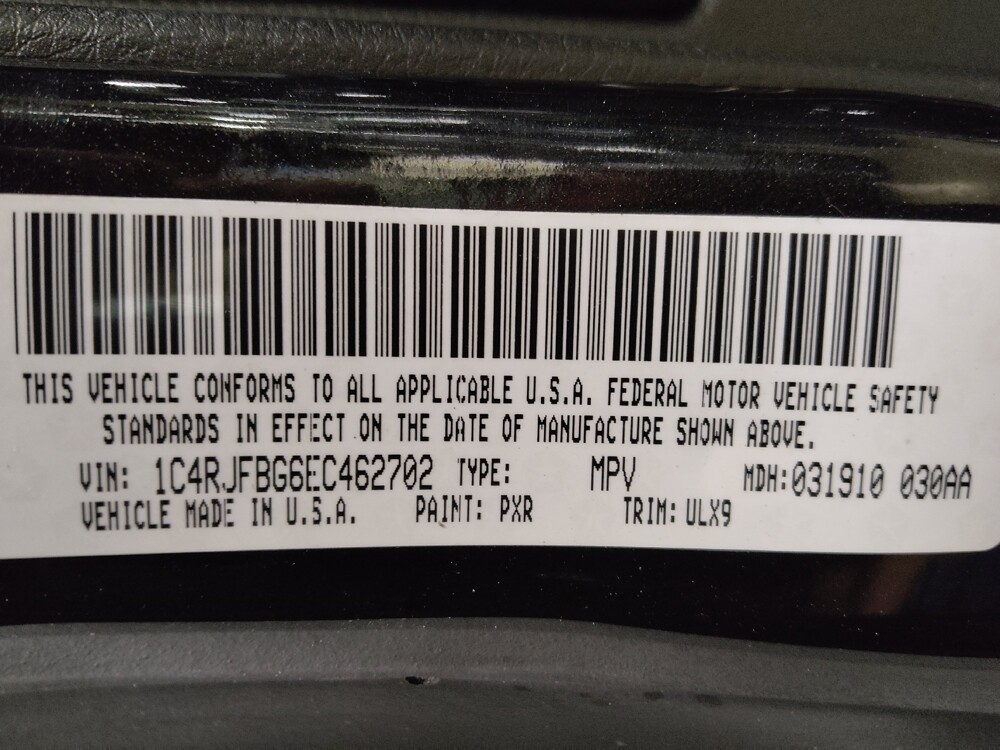 THIS VEHICLE CONFORMS TO ALL APPLICABLE U.S.A. FEDERAL MOTOR VEHICLE SAFETY
STANDARDS IN EFFECT ON THE DATE OF MANUFACTURE SHOWN ABOVE.
VIN: 1C4RJFBG6EC462702 TYPE: MPV MDH:031910 030AA
VEHICLE MADE IN U.S.A. PAINT: PXR TRIM: ULX9